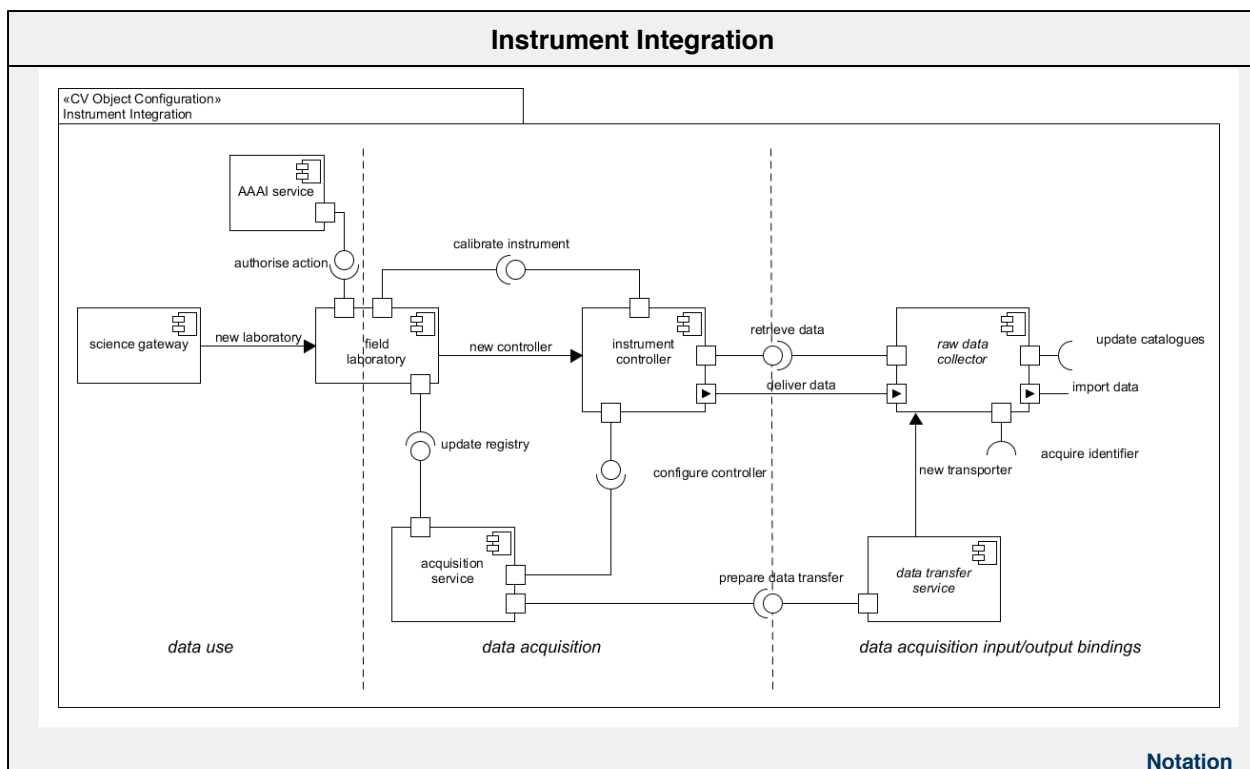 Instrument Integration
«CV Object Configuration»
Instrument Integration
AAAI service
calibrate instrument
authorise action
science gateway
new laboratory
field
laboratory
new controller
instrument
controller
retrieve data
deliver data
raw data
collector
update catalogues
import data
update registry
configure controller
acquire identifier
new transporter
acquisition
service
prepare data transfer
data transfer
service
data use
data acquisition
data acquisition input/output bindings
Notation